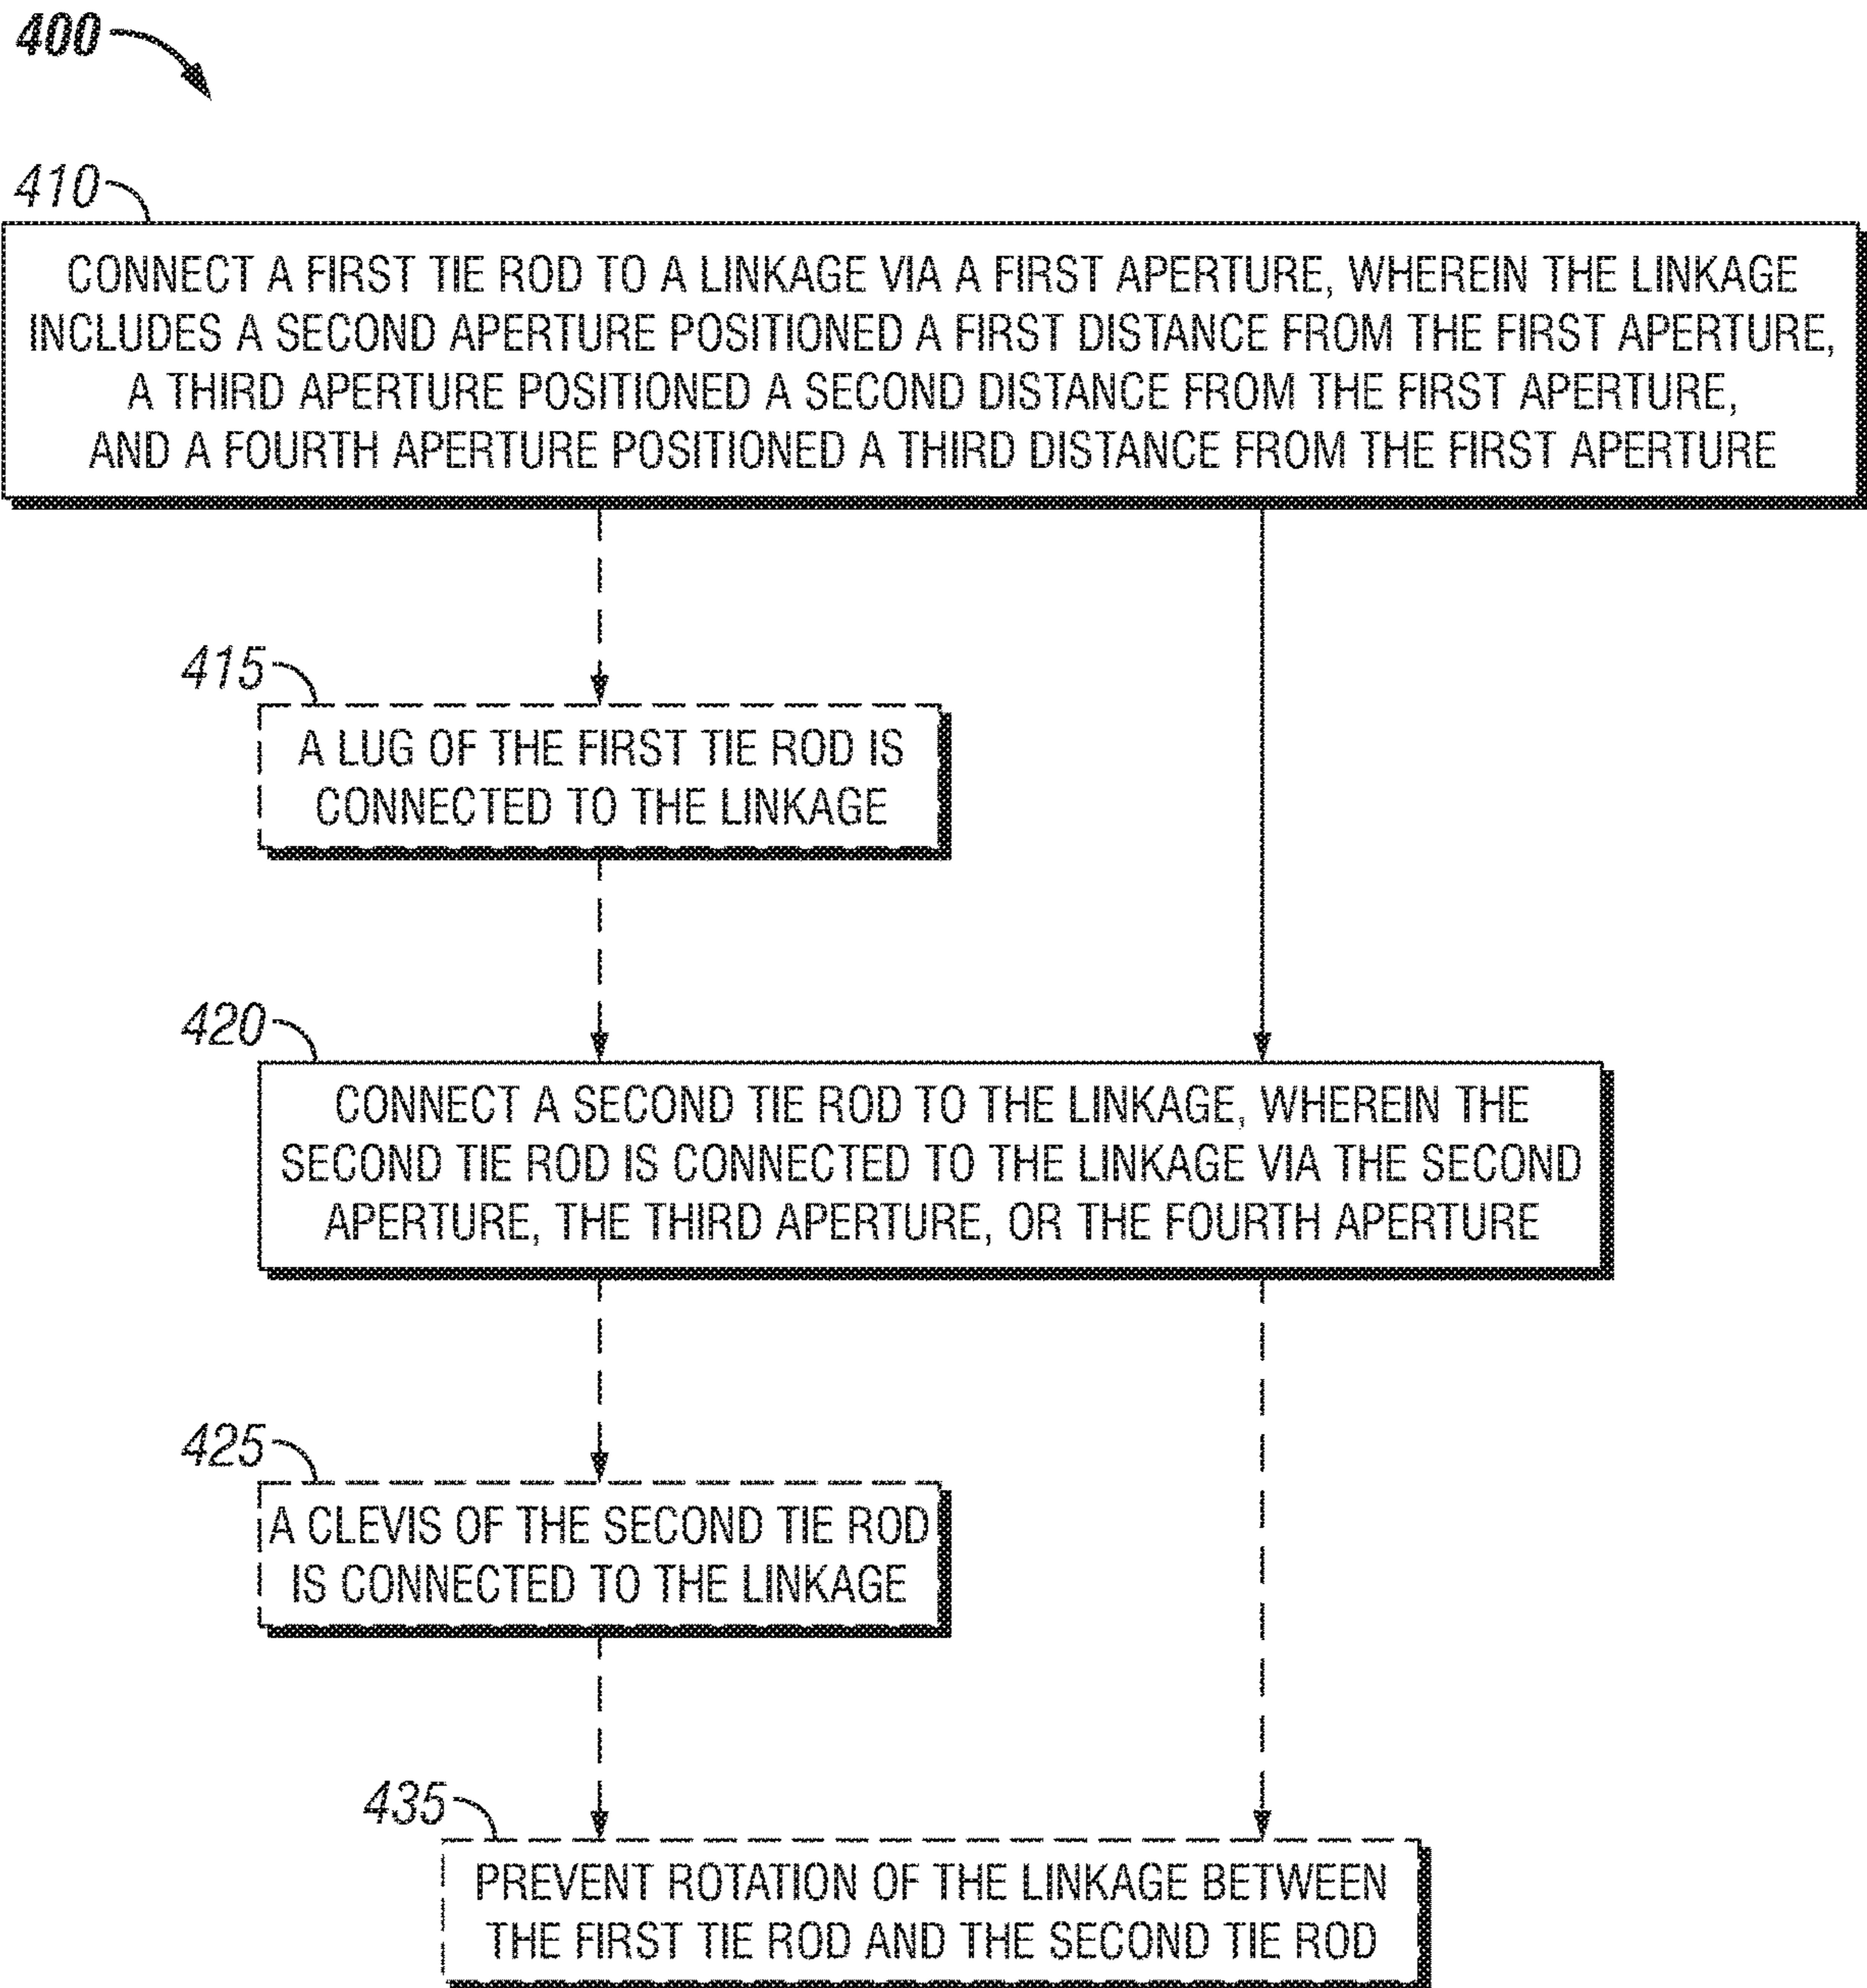 400
410
CONNECT A FIRST TIE ROD TO A LINKAGE VIA A FIRST APERTURE, WHEREIN THE LINKAGE
INCLUDES A SECOND APERTURE POSITIONED A FIRST DISTANCE FROM THE FIRST APERTURE,
A THIRD APERTURE POSITIONED A SECOND DISTANCE FROM THE FIRST APERTURE,
AND A FOURTH APERTURE POSITIONED A THIRD DISTANCE FROM THE FIRST APERTURE
415
A LUG OF THE FIRST TIE ROD IS
CONNECTED TO THE LINKAGE
420
CONNECT A SECOND TIE ROD TO THE LINKAGE, WHEREIN THE
SECOND TIE ROD IS CONNECTED TO THE LINKAGE VIA THE SECOND
APERTURE, THE THIRD APERTURE, OR THE FOURTH APERTURE
425
A CLEVIS OF THE SECOND TIE ROD
IS CONNECTED TO THE LINKAGE
435
PREVENT ROTATION OF THE LINKAGE BETWEEN
THE FIRST TIE ROD AND THE SECOND TIE ROD